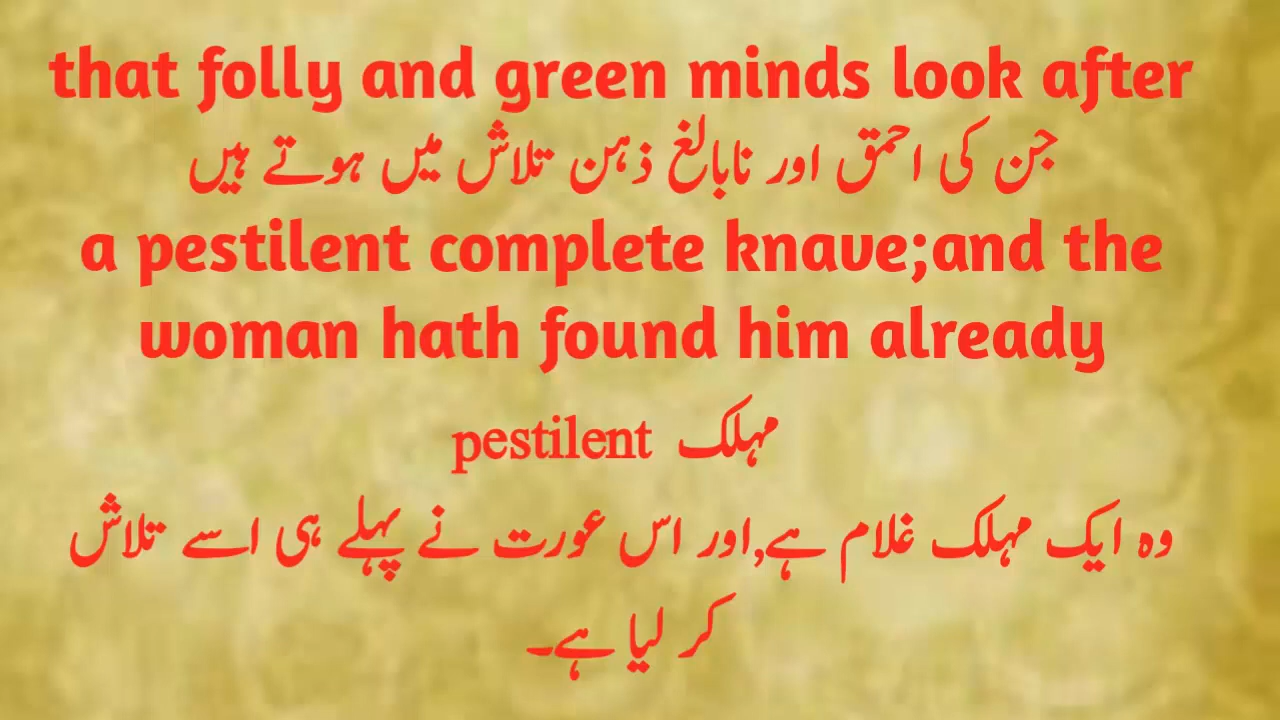 that folly and green minds look after
جن کی احمق اور نابالغ ذہن تلاش میں ہوتے ہیں
a pestilent complete knave;and the
woman hath found him already
pestilent مہلک
وہ ایک مہلک غلام ہے,اور اس عورت نے پہلے ہی اسے تلاش
کر لیا ہے۔